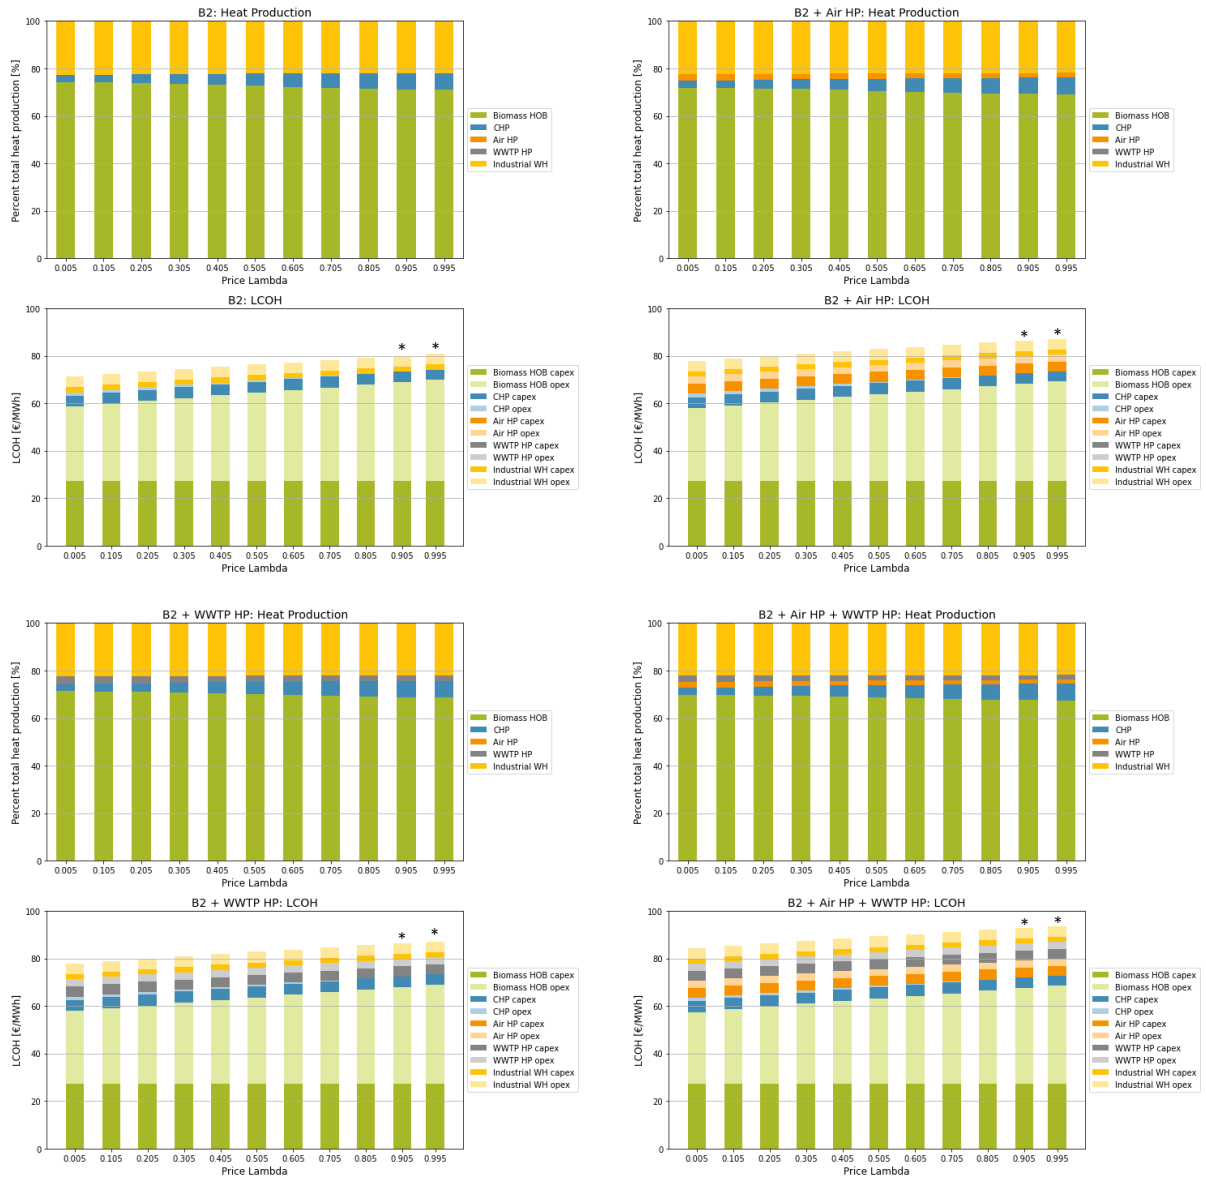 B2: Heat Production
Percent total heat production [%]
100
80
60
40
20
0
0.005 0.105 0.205 0.305 0.405 0.505 0.605 0.705 0.805 0.905 0.995
Price Lambda
Biomass HOB
CHP
Air HP
WWTP HP
Industrial WH
B2 + Air HP: Heat Production
Percent total heat production [%]
100
80
60
40
20
0
0.005 0.105 0.205 0.305 0.405 0.505 0.605 0.705 0.805 0.905 0.995
Price Lambda
Biomass HOB
CHP
Air HP
WWTP HP
Industrial WH
B2: LCOH
LCOH [€/MWh]
100
80
60
40
20
0
* *
0.005 0.105 0.205 0.305 0.405 0.505 0.605 0.705 0.805 0.905 0.995
Price Lambda
Biomass HOB capex
Biomass HOB opex
CHP capex
CHP opex
Air HP capex
Air HP opex
WWTP HP capex
WWTP HP opex
Industrial WH capex
Industrial WH opex
B2 + Air HP: LCOH
LCOH [€/MWh]
100
80
60
40
20
0
* *
0.005 0.105 0.205 0.305 0.405 0.505 0.605 0.705 0.805 0.905 0.995
Price Lambda
Biomass HOB capex
Biomass HOB opex
CHP capex
CHP opex
Air HP capex
Air HP opex
WWTP HP capex
WWTP HP opex
Industrial WH capex
Industrial WH opex
B2 + WWTP HP: Heat Production
Percent total heat production [%]
100
80
60
40
20
0
0.005 0.105 0.205 0.305 0.405 0.505 0.605 0.705 0.805 0.905 0.995
Price Lambda
Biomass HOB
CHP
Air HP
WWTP HP
Industrial WH
B2 + Air HP + WWTP HP: Heat Production
Percent total heat production [%]
100
80
60
40
20
0
0.005 0.105 0.205 0.305 0.405 0.505 0.605 0.705 0.805 0.905 0.995
Price Lambda
Biomass HOB
CHP
Air HP
WWTP HP
Industrial WH
B2 + WWTP HP: LCOH
LCOH [€/MWh]
100
80
60
40
20
0
* *
0.005 0.105 0.205 0.305 0.405 0.505 0.605 0.705 0.805 0.905 0.995
Price Lambda
Biomass HOB capex
Biomass HOB opex
CHP capex
CHP opex
Air HP capex
Air HP opex
WWTP HP capex
WWTP HP opex
Industrial WH capex
Industrial WH opex
B2 + Air HP + WWTP HP: LCOH
LCOH [€/MWh]
100
80
60
40
20
0
* *
0.005 0.105 0.205 0.305 0.405 0.505 0.605 0.705 0.805 0.905 0.995
Price Lambda
Biomass HOB capex
Biomass HOB opex
CHP capex
CHP opex
Air HP capex
Air HP opex
WWTP HP capex
WWTP HP opex
Industrial WH capex
Industrial WH opex